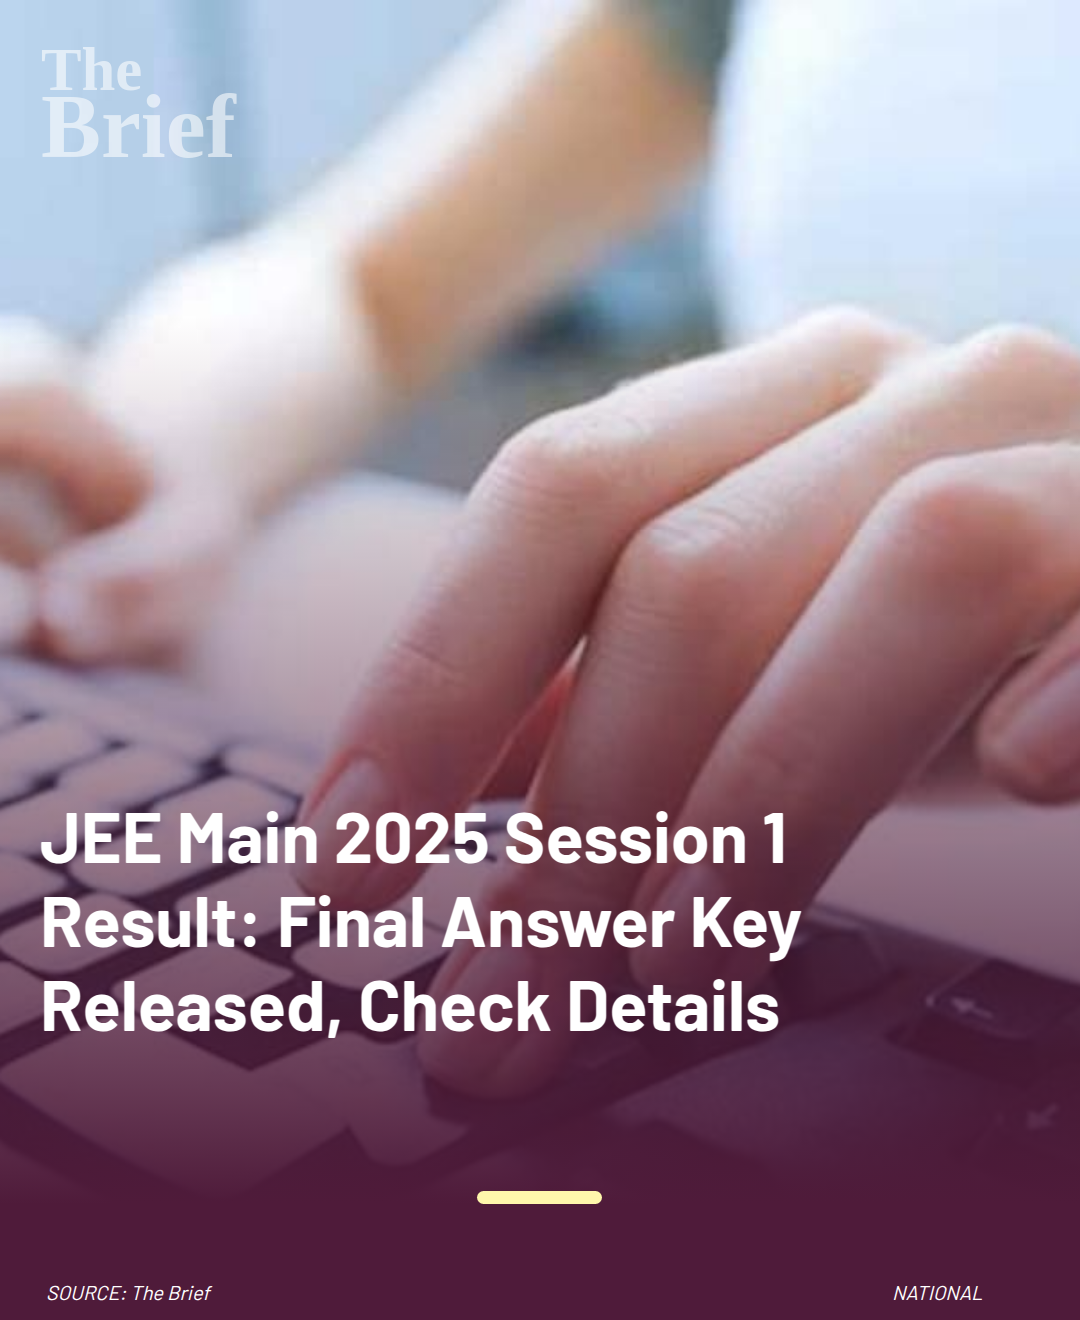 The
Brief
JEE Main 2025 Session 1
Result: Final Answer Key
Released, Check Details
SOURCE: The Brief
NATIONAL